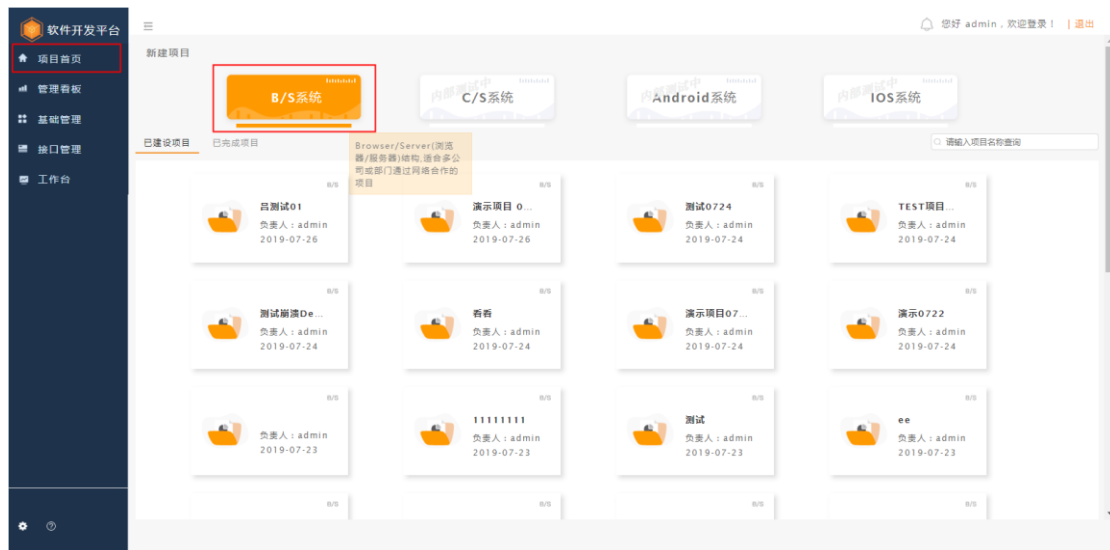 软件开发平台
您好 admin，欢迎登录！ | 退出
项目首页
管理看板
基础管理
接口管理
工作台
新建项目
B/S系统
内部测试中
C/S系统
内部测试中
Android系统
内部测试中
IOS系统
已建设项目
已完成项目
请输入项目名称查询
Browser/Server(浏览
器/服务器)结构,适合多公
司或部门通过网络合作的
项目
B/S
吕测试01
负责人：admin
2019-07-26
B/S
演示项目 0...
负责人：admin
2019-07-26
B/S
测试0724
负责人：admin
2019-07-24
B/S
TEST项目...
负责人：admin
2019-07-24
B/S
测试崩溃De...
负责人：admin
2019-07-24
B/S
看看
负责人：admin
2019-07-24
B/S
演示项目07...
负责人：admin
2019-07-24
B/S
演示0722
负责人：admin
2019-07-24
B/S
负责人：admin
2019-07-23
B/S
11111111
负责人：admin
2019-07-23
B/S
测试
负责人：admin
2019-07-23
B/S
ee
负责人：admin
2019-07-23
B/S
B/S
B/S
B/S